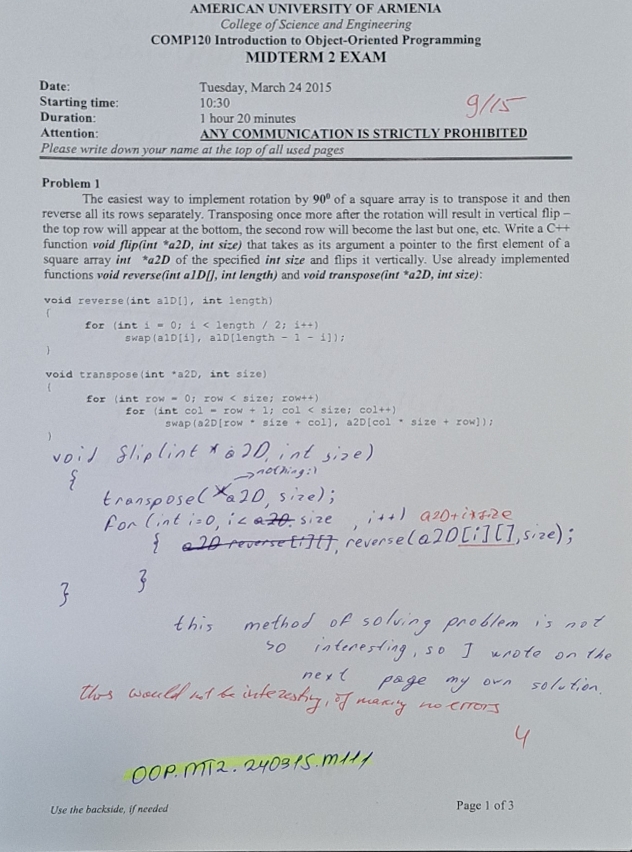 AMERICAN UNIVERSITY OF ARMENIA
College of Science and Engineering
COMP120 Introduction to Object-Oriented Programming
MIDTERM 2 EXAM
Date: Tuesday, March 24 2015
Starting time: 10:30
9/15
Duration: 1 hour 20 minutes
Attention: ANY COMMUNICATION IS STRICTLY PROHIBITED
Please write down your name at the top of all used pages
Problem 1
The easiest way to implement rotation by 90⁰ of a square array is to transpose it and then
reverse all its rows separately. Transposing once more after the rotation will result in vertical flip –
the top row will appear at the bottom, the second row will become the last but one, etc. Write a C++
function void flip(int *a2D, int size) that takes as its argument a pointer to the first element of a
square array int *a2D of the specified int size and flips it vertically. Use already implemented
functions void reverse(int a1D[], int length) and void transpose(int *a2D, int size):
void reverse(int a1D[], int length)
{
for (int i = 0; i < length / 2; i++)
swap(a1D[i], a1D[length - 1 - i]);
}
void transpose(int *a2D, int size)
{
for (int row = 0; row < size; row++)
for (int col = row + 1; col < size; col++)
swap(a2D[row * size + col], a2D[col * size + row]);
}
void flip(int * a2D, int size)
{ → nothing:)
transpose(*a2D, size);
for (int i=0, i< a2D. size , i++) a2D+i*size
{ a2D reverse[i][], reverse(a2D[i][], size);
} }
this method of solving problem is not
so interesting, so I wrote on the
next page my own solution.
this would not be interesting, if making no errors
4
OOP.MT2.240315.M111
Use the backside, if needed Page 1 of 3